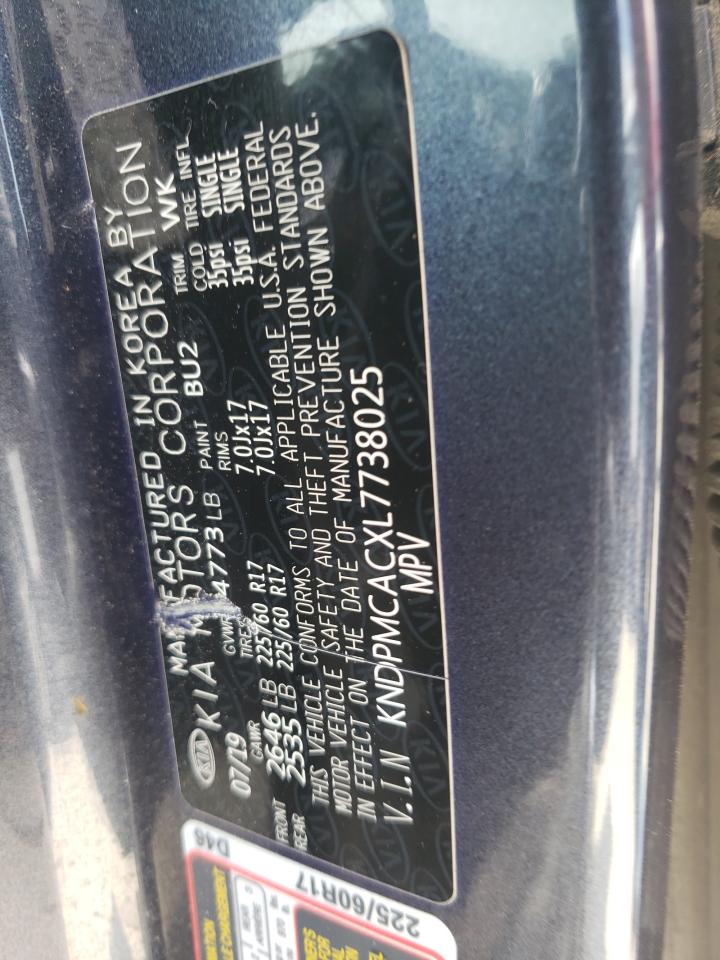 MANUFACTURED IN KOREA BY
KIA MOTORS CORPORATION
07/19 GVWR 4773LB PAINT BU2 TRIM WK
GAWR TIRES RIMS COLD TIRE INFL.
FRONT 2646LB 225/60 R17 7.0Jx17 35psi SINGLE
REAR 2535LB 225/60 R17 7.0Jx17 35psi SINGLE
THIS VEHICLE CONFORMS TO ALL APPLICABLE U.S.A. FEDERAL
MOTOR VEHICLE SAFETY AND THEFT PREVENTION STANDARDS
IN EFFECT ON THE DATE OF MANUFACTURE SHOWN ABOVE.
V.I.N KNDPMCACXL7738025
MPV
D46
225/60R17
REAR